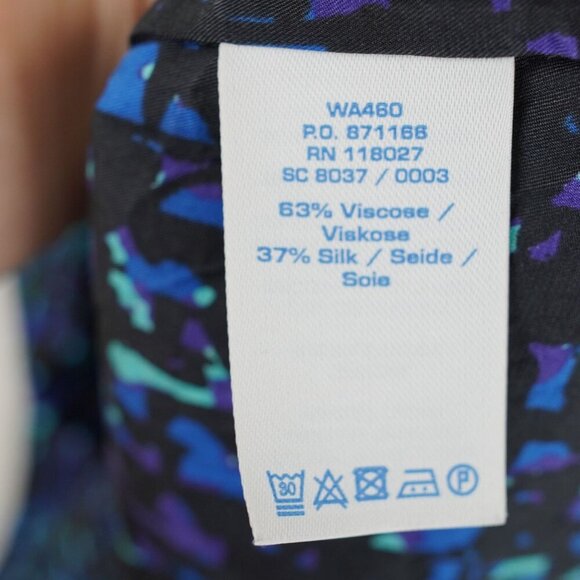 WA460
P.O. 871166
RN 118027
SC 8037 / 0003
63% Viscose /
Viskose
37% Silk / Seide /
Soie
30 P